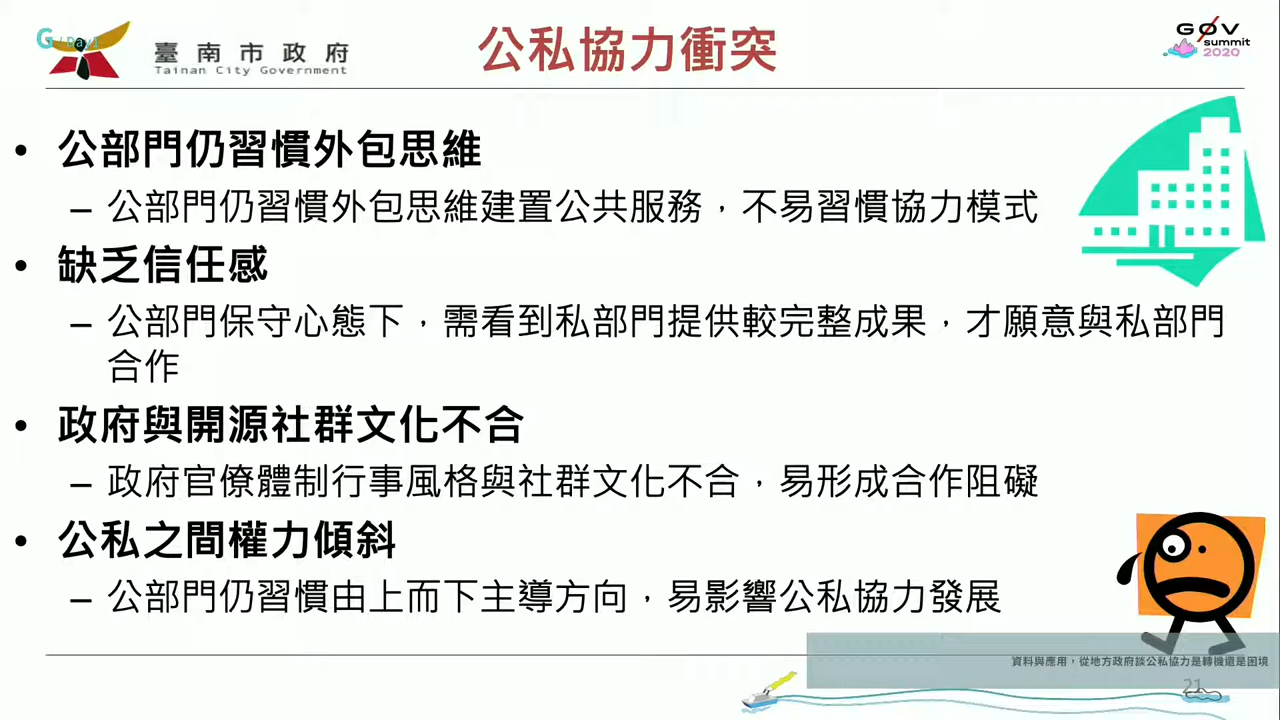 G /Day1
臺南市政府
Tainan City Government
公私協力衝突
GØV
summit
2020
• 公部門仍習慣外包思維
– 公部門仍習慣外包思維建置公共服務，不易習慣協力模式
• 缺乏信任感
– 公部門保守心態下，需看到私部門提供較完整成果，才願意與私部門
合作
• 政府與開源社群文化不合
– 政府官僚體制行事風格與社群文化不合，易形成合作阻礙
• 公私之間權力傾斜
– 公部門仍習慣由上而下主導方向，易影響公私協力發展
資料與應用，從地方政府談公私協力是轉機還是困境
21